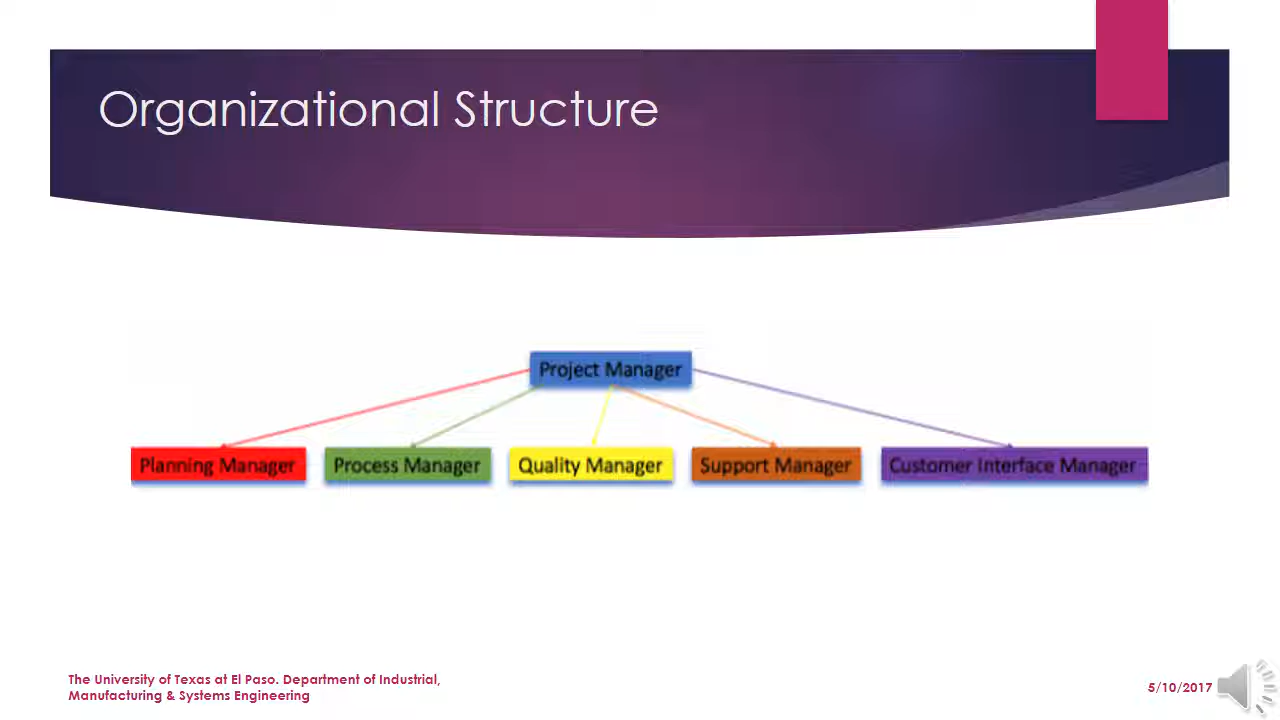 Organizational Structure
Project Manager
Planning Manager
Process Manager
Quality Manager
Support Manager
Customer Interface Manager
The University of Texas at El Paso. Department of Industrial,
Manufacturing & Systems Engineering
5/10/2017